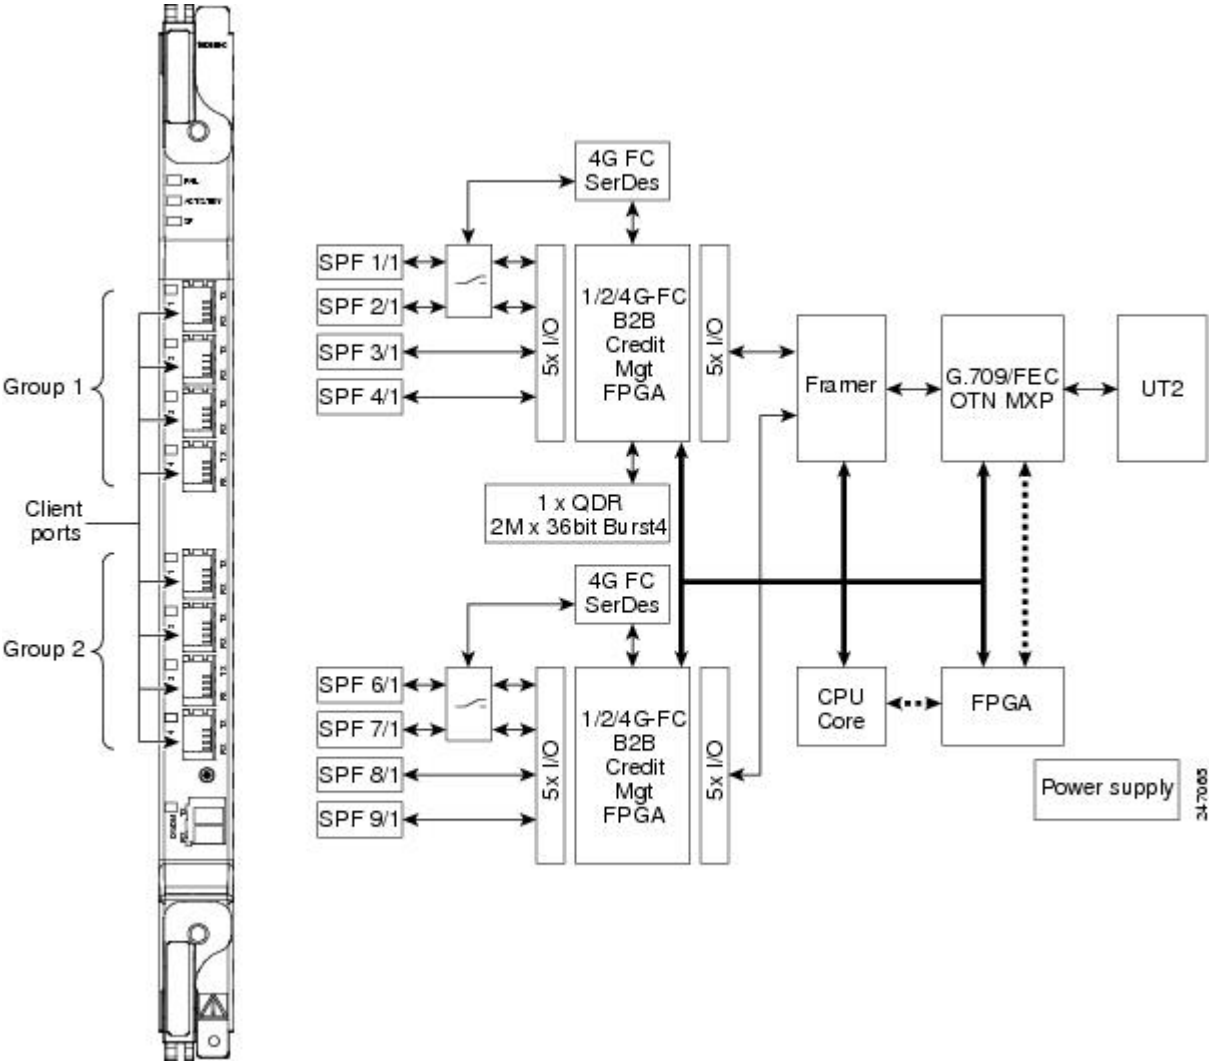 4G FC
SerDes
SPF 1/1
SPF 2/1
SPF 3/1
SPF 4/1
5x I/O
1/2/4G-FC
B2B
Credit
Mgt
FPGA
5x I/O
Framer
G.709/FEC
OTN MXP
UT2
Group 1
Client
ports
Group 2
1 x QDR
2M x 36bit Burst4
4G FC
SerDes
SPF 6/1
SPF 7/1
SPF 8/1
SPF 9/1
5x I/O
1/2/4G-FC
B2B
Credit
Mgt
FPGA
5x I/O
CPU
Core
FPGA
Power supply
247065